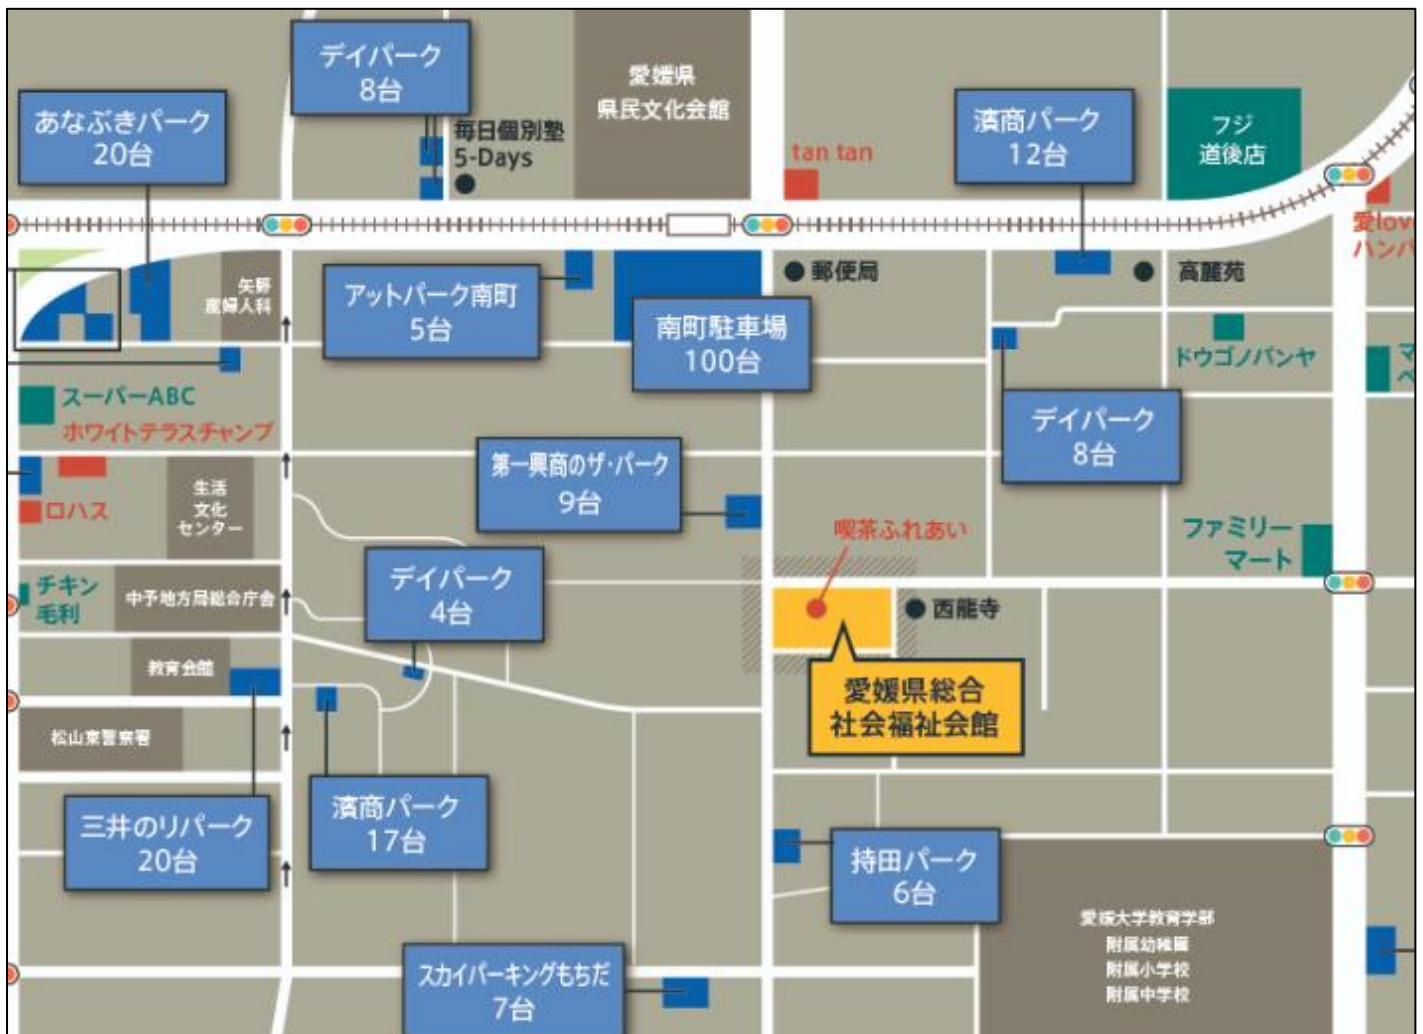 デイパーク
8台
愛媛県
県民文化会館
あなぶきパーク
20台
毎日個別塾
5-Days
tan tan
濱商パーク
12台
フジ
道後店
愛lov
ハンバ
矢野
産婦人科
アットパーク南町
5台
南町駐車場
100台
郵便局
高麗苑
ドウゴノパンヤ
マ
ベ
スーパーABC
ホワイトテラスチャンプ
デイパーク
8台
第一興商のザ・パーク
9台
生活
文化
センター
ロハス
喫茶ふれあい
ファミリー
マート
チキン
毛利
中予地方局総合庁舎
デイパーク
4台
西龍寺
教育会館
愛媛県総合
社会福祉会館
松山東警察署
三井のリパーク
20台
濱商パーク
17台
持田パーク
6台
愛媛大学教育学部
附属幼稚園
附属小学校
附属中学校
スカイパーキングもちだ
7台